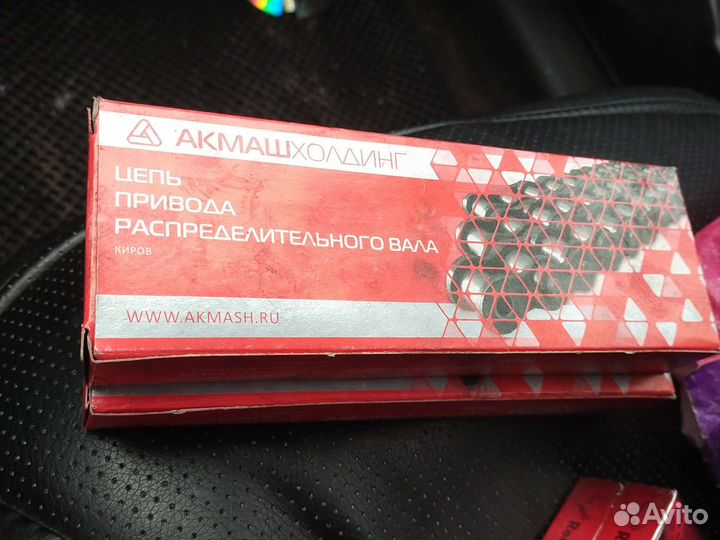 АКМАШХОЛДИНГ
ЦЕПЬ
ПРИВОДА
РАСПРЕДЕЛИТЕЛЬНОГО ВАЛА
КИРОВ
WWW.AKMASH.RU
Avito